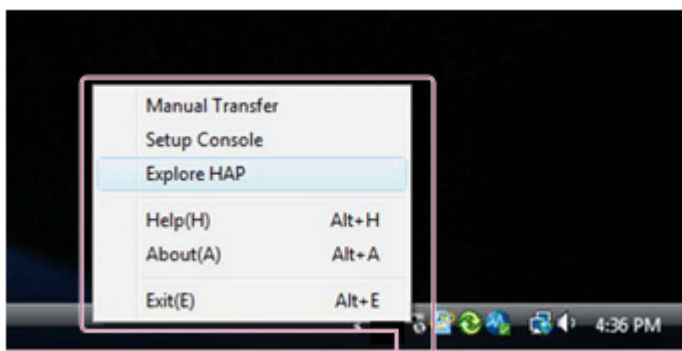 Manual Transfer
Setup Console
Explore HAP
Help(H) Alt+H
About(A) Alt+A
Exit(E) Alt+E
4:36 PM